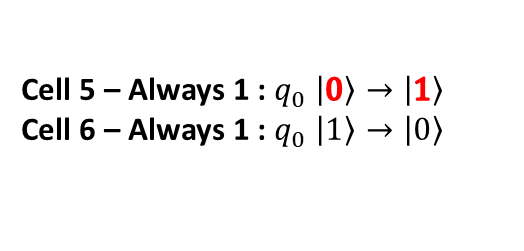 Cell 5 – Always 1 : q₀ |0⟩ → |1⟩
Cell 6 – Always 1 : q₀ |1⟩ → |0⟩